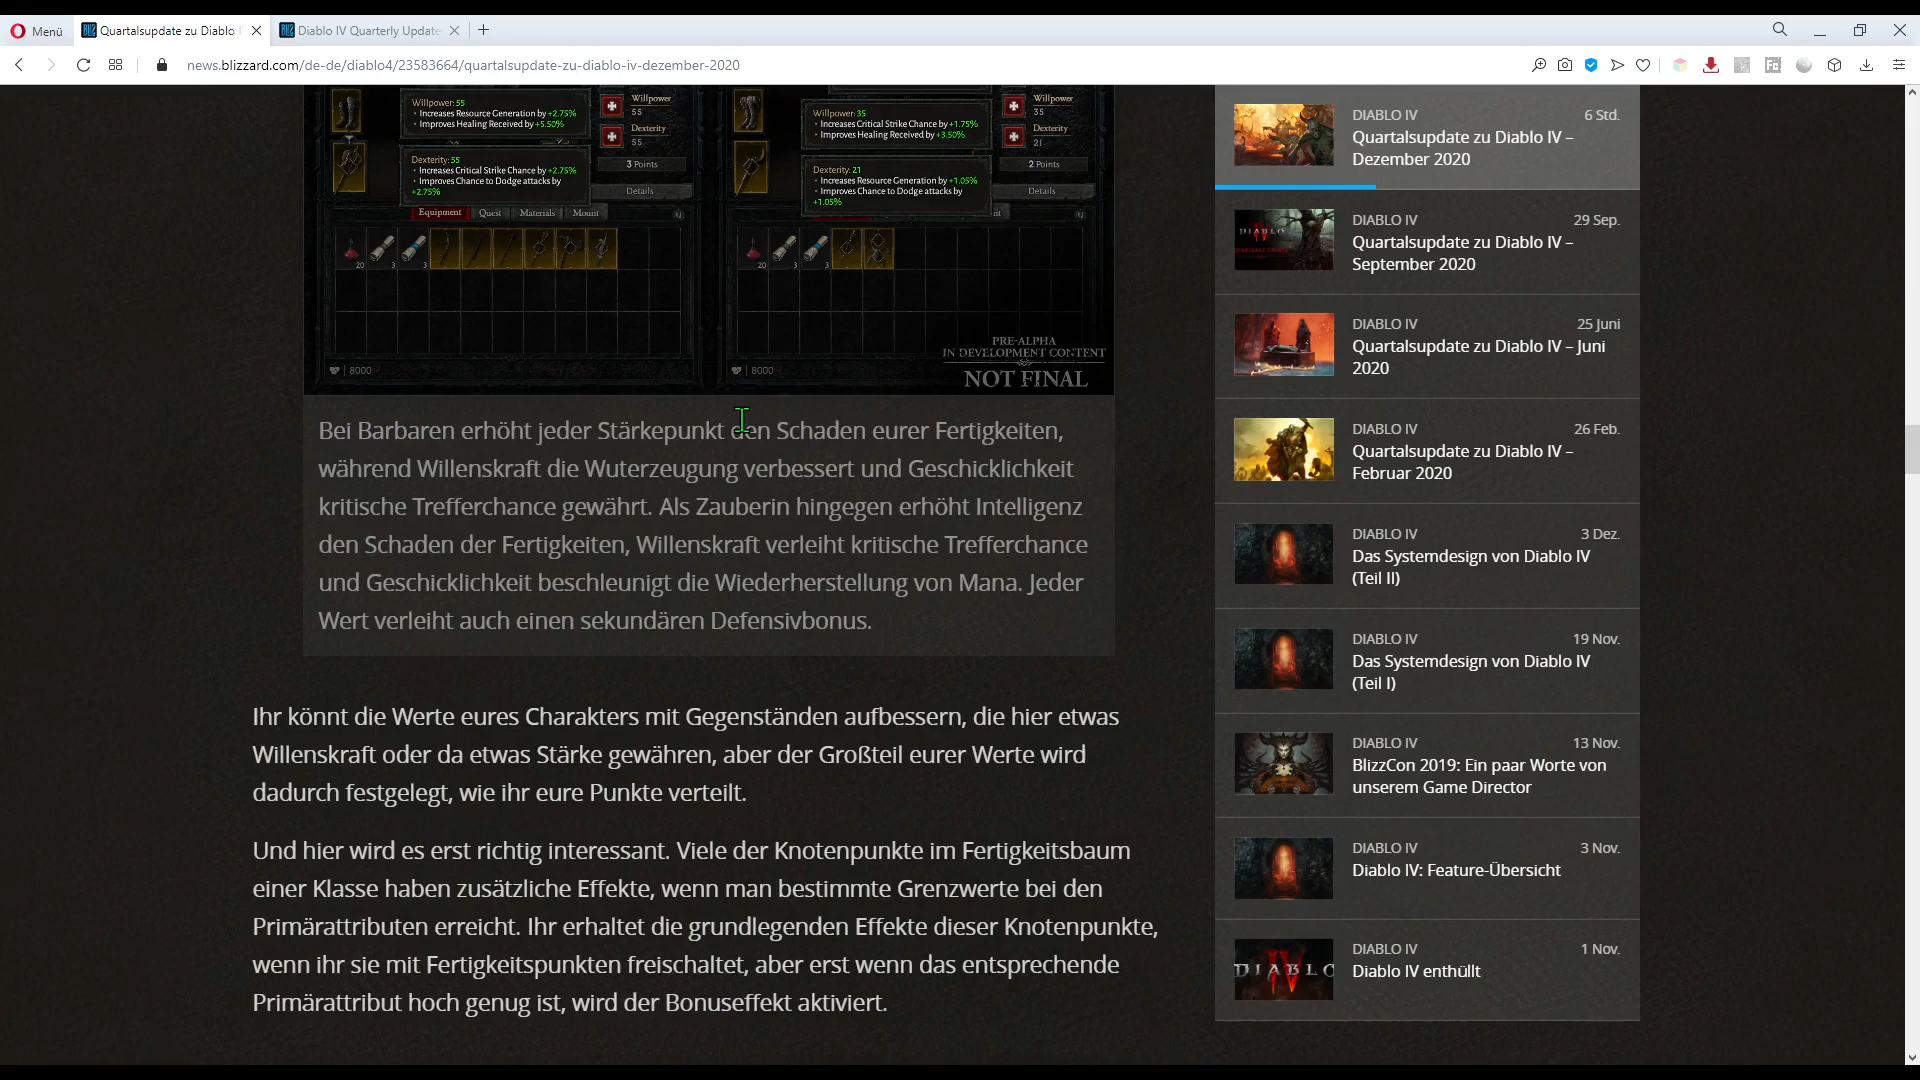 Menü
Quartalsupdate zu Diablo
Diablo IV Quarterly Update
news.blizzard.com/de-de/diablo4/23583664/quartalsupdate-zu-diablo-iv-dezember-2020
Willpower: 55
• Increases Resource Generation by +2.75%
• Improves Healing Received by +5.50%
Willpower
55
Dexterity
55
Dexterity: 55
• Increases Critical Strike Chance by +2.75%
• Improves Chance to Dodge attacks by
+2.75%
3 Points
Details
Equipment Quest Materials Mount
20 3 3
8000
Willpower: 35
• Increases Critical Strike Chance by +1.75%
• Improves Healing Received by +3.50%
Willpower
35
Dexterity
21
Dexterity: 21
• Increases Resource Generation by +1.05%
• Improves Chance to Dodge attacks by
+1.05%
2 Points
Details
20 3 3
8000
PRE-ALPHA
IN DEVELOPMENT CONTENT
NOT FINAL
Bei Barbaren erhöht jeder Stärkepunkt den Schaden eurer Fertigkeiten,
während Willenskraft die Wuterzeugung verbessert und Geschicklichkeit
kritische Trefferchance gewährt. Als Zauberin hingegen erhöht Intelligenz
den Schaden der Fertigkeiten, Willenskraft verleiht kritische Trefferchance
und Geschicklichkeit beschleunigt die Wiederherstellung von Mana. Jeder
Wert verleiht auch einen sekundären Defensivbonus.
Ihr könnt die Werte eures Charakters mit Gegenständen aufbessern, die hier etwas
Willenskraft oder da etwas Stärke gewähren, aber der Großteil eurer Werte wird
dadurch festgelegt, wie ihr eure Punkte verteilt.
Und hier wird es erst richtig interessant. Viele der Knotenpunkte im Fertigkeitsbaum
einer Klasse haben zusätzliche Effekte, wenn man bestimmte Grenzwerte bei den
Primärattributen erreicht. Ihr erhaltet die grundlegenden Effekte dieser Knotenpunkte,
wenn ihr sie mit Fertigkeitspunkten freischaltet, aber erst wenn das entsprechende
Primärattribut hoch genug ist, wird der Bonuseffekt aktiviert.
DIABLO IV 6 Std.
Quartalsupdate zu Diablo IV –
Dezember 2020
DIABLO IV 29 Sep.
Quartalsupdate zu Diablo IV –
September 2020
DIABLO IV 25 Juni
Quartalsupdate zu Diablo IV – Juni
2020
DIABLO IV 26 Feb.
Quartalsupdate zu Diablo IV –
Februar 2020
DIABLO IV 3 Dez.
Das Systemdesign von Diablo IV
(Teil II)
DIABLO IV 19 Nov.
Das Systemdesign von Diablo IV
(Teil I)
DIABLO IV 13 Nov.
BlizzCon 2019: Ein paar Worte von
unserem Game Director
DIABLO IV 3 Nov.
Diablo IV: Feature-Übersicht
DIABLO IV 1 Nov.
Diablo IV enthüllt